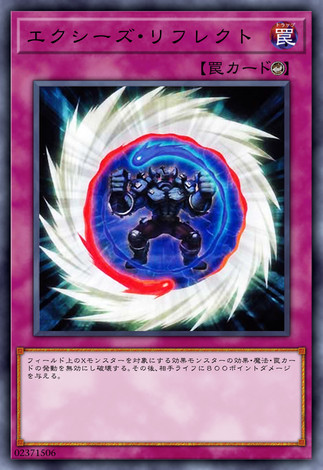 エクシーズ・リフレクト
トラップ
罠
【罠カード】
フィールド上のXモンスターを対象にする効果モンスターの効果・魔法・罠カード
の発動を無効にし破壊する。その後、相手ライフに800ポイントダメージ
を与える。
02371506